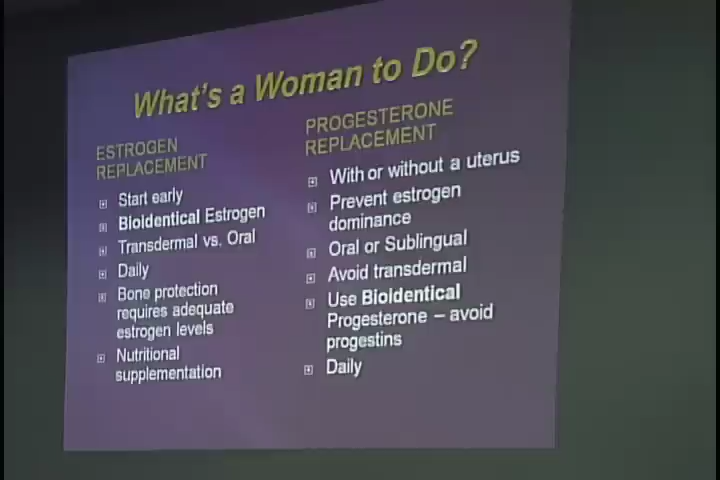 What's a Woman to Do?
ESTROGEN
REPLACEMENT
Start early
Bioidentical Estrogen
Transdermal vs. Oral
Daily
Bone protection
requires adequate
estrogen levels
Nutritional
supplementation
PROGESTERONE
REPLACEMENT
With or without a uterus
Prevent estrogen
dominance
Oral or Sublingual
Avoid transdermal
Use Bioidentical
Progesterone – avoid
progestins
Daily